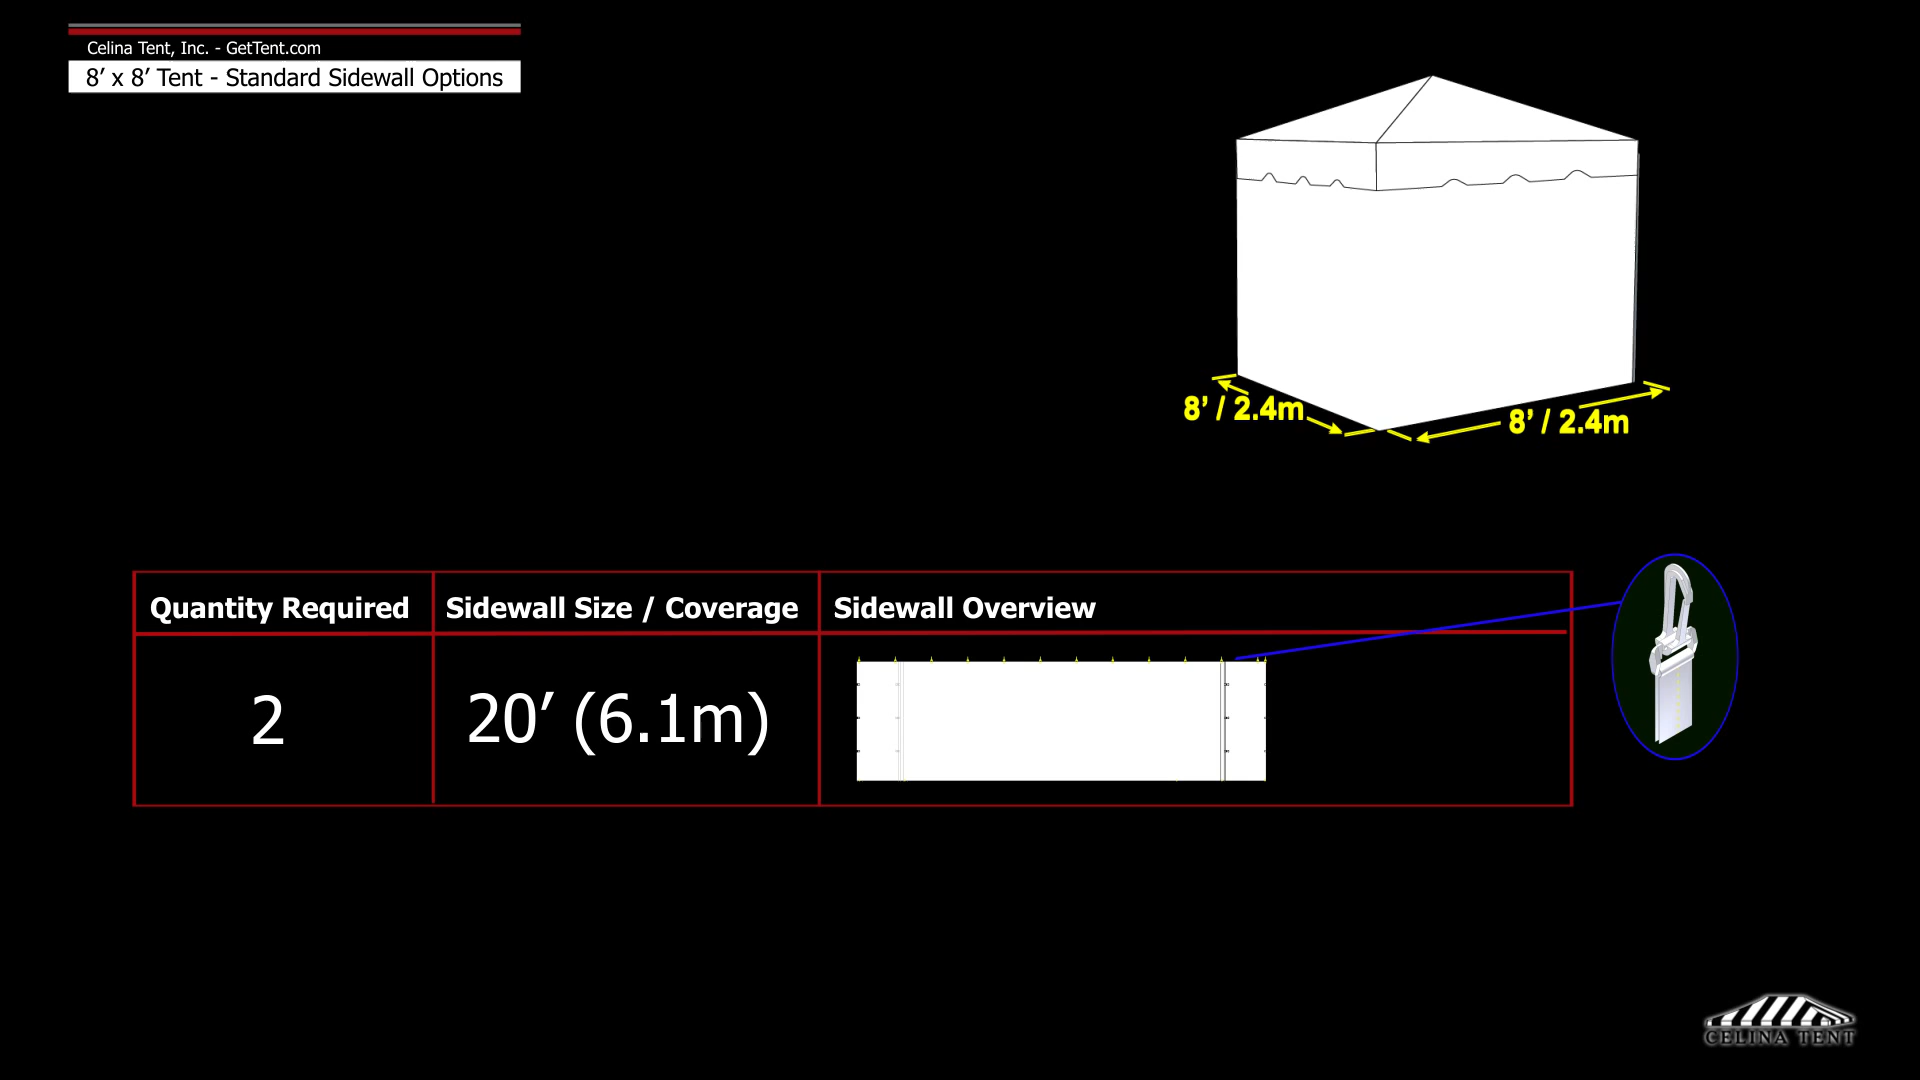 Celina Tent, Inc. - GetTent.com
8’ x 8’ Tent - Standard Sidewall Options
8’ / 2.4m
8’ / 2.4m
Quantity Required
Sidewall Size / Coverage
Sidewall Overview
2
20’ (6.1m)
CELINA TENT